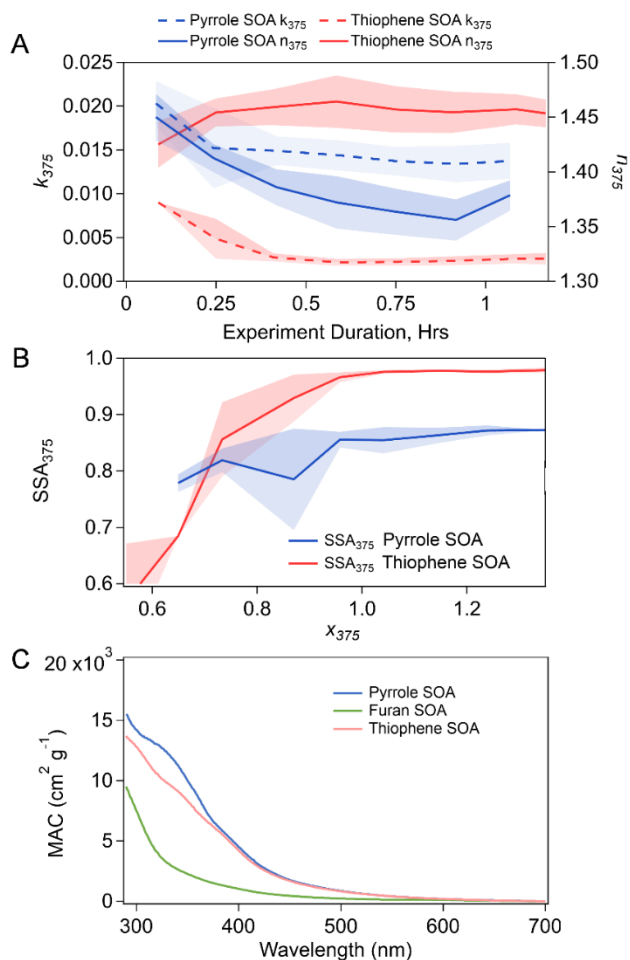 Pyrrole SOA k375 Thiophene SOA k375
Pyrrole SOA n375 Thiophene SOA n375
A
0.025
0.020
0.015
0.010
0.005
0.000
k375
1.50
1.45
1.40
1.35
1.30
n375
0 0.25 0.5 0.75 1
Experiment Duration, Hrs
B
1.0
0.9
0.8
0.7
0.6
SSA375
SSA375 Pyrrole SOA
SSA375 Thiophene SOA
0.6 0.8 1.0 1.2
x375
C
20 x10³
15
10
5
0
MAC (cm² g⁻¹)
Pyrrole SOA
Furan SOA
Thiophene SOA
300 400 500 600 700
Wavelength (nm)